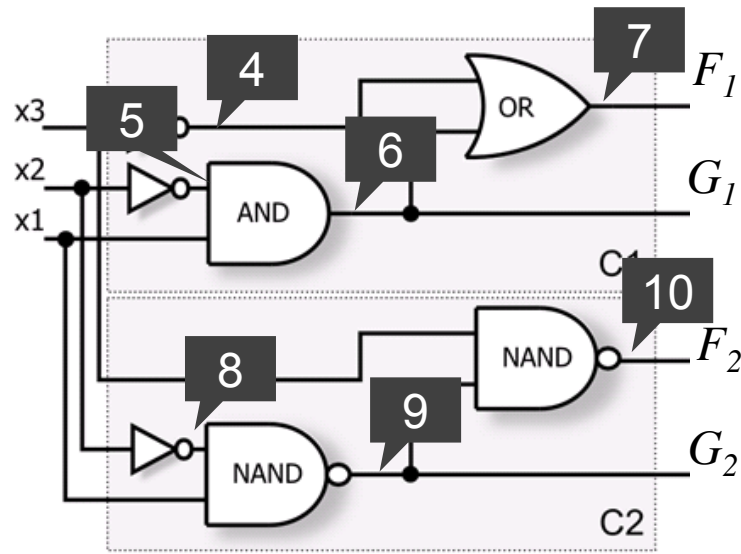 4
7
F₁
x3
5
OR
6
x2
G₁
AND
x1
C1
10
NAND
F₂
8
9
NAND
G₂
C2